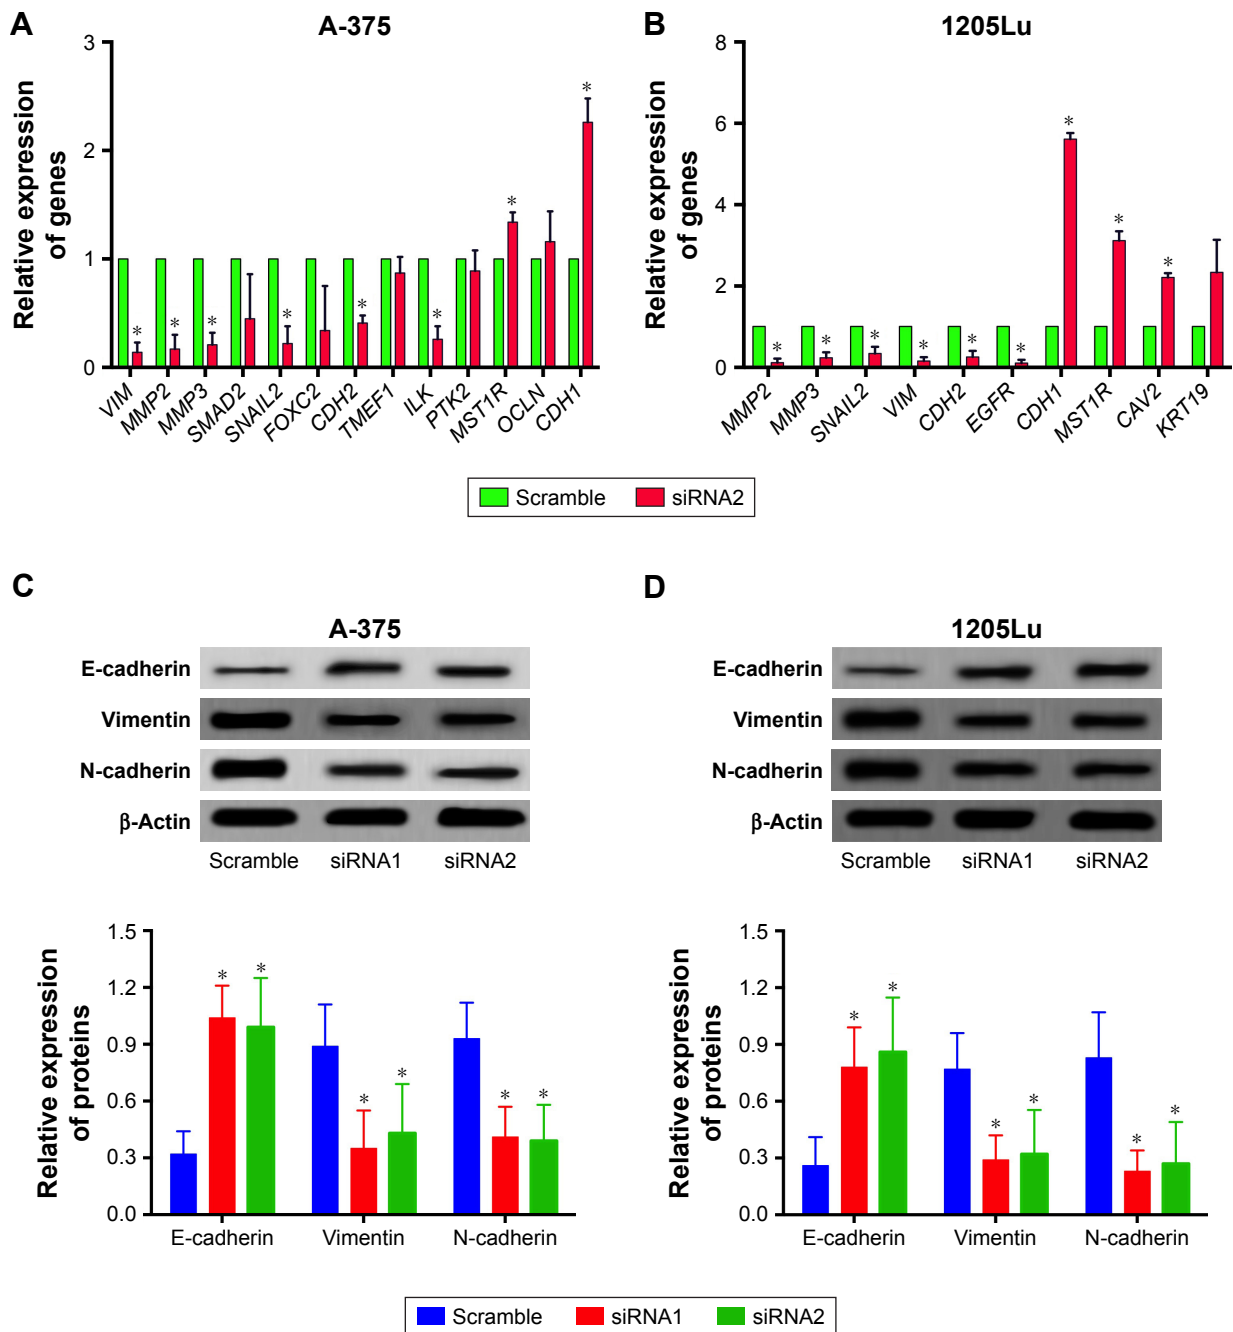 A
A-375
Relative expression
of genes
3
2
1
0
*
*
*
*
*
*
*
*
VIM
MMP2
MMP3
SMAD2
SNAIL2
FOXC2
CDH2
TMEF1
ILK
PTK2
MST1R
OCLN
CDH1
B
1205Lu
Relative expression
of genes
8
6
4
2
0
*
*
*
*
*
*
*
*
*
MMP2
MMP3
SNAIL2
VIM
CDH2
EGFR
CDH1
MST1R
CAV2
KRT19
Scramble siRNA2
C
A-375
E-cadherin
Vimentin
N-cadherin
β-Actin
Scramble siRNA1 siRNA2
Relative expression
of proteins
1.5
1.2
0.9
0.6
0.3
0.0
*
*
*
*
*
*
E-cadherin Vimentin N-cadherin
D
1205Lu
E-cadherin
Vimentin
N-cadherin
β-Actin
Scramble siRNA1 siRNA2
Relative expression
of proteins
1.5
1.2
0.9
0.6
0.3
0.0
*
*
*
*
*
*
E-cadherin Vimentin N-cadherin
Scramble siRNA1 siRNA2